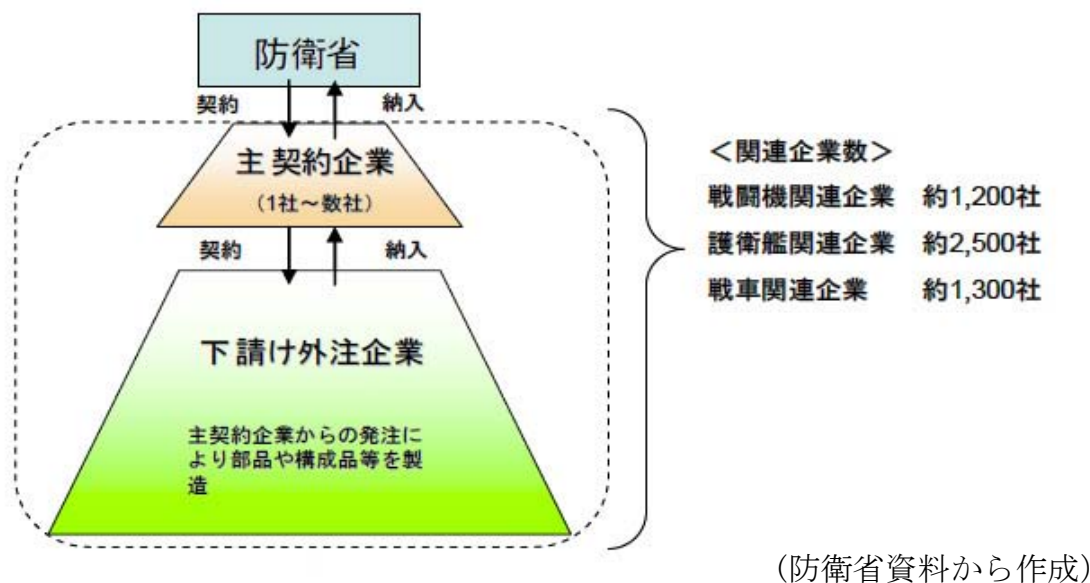 防衛省
契約 納入
主契約企業
（1社～数社）
契約 納入
下請け外注企業
主契約企業からの発注に
より部品や構成品等を製
造
＜関連企業数＞
戦闘機関連企業 約1,200社
護衛艦関連企業 約2,500社
戦車関連企業 約1,300社
（防衛省資料から作成）